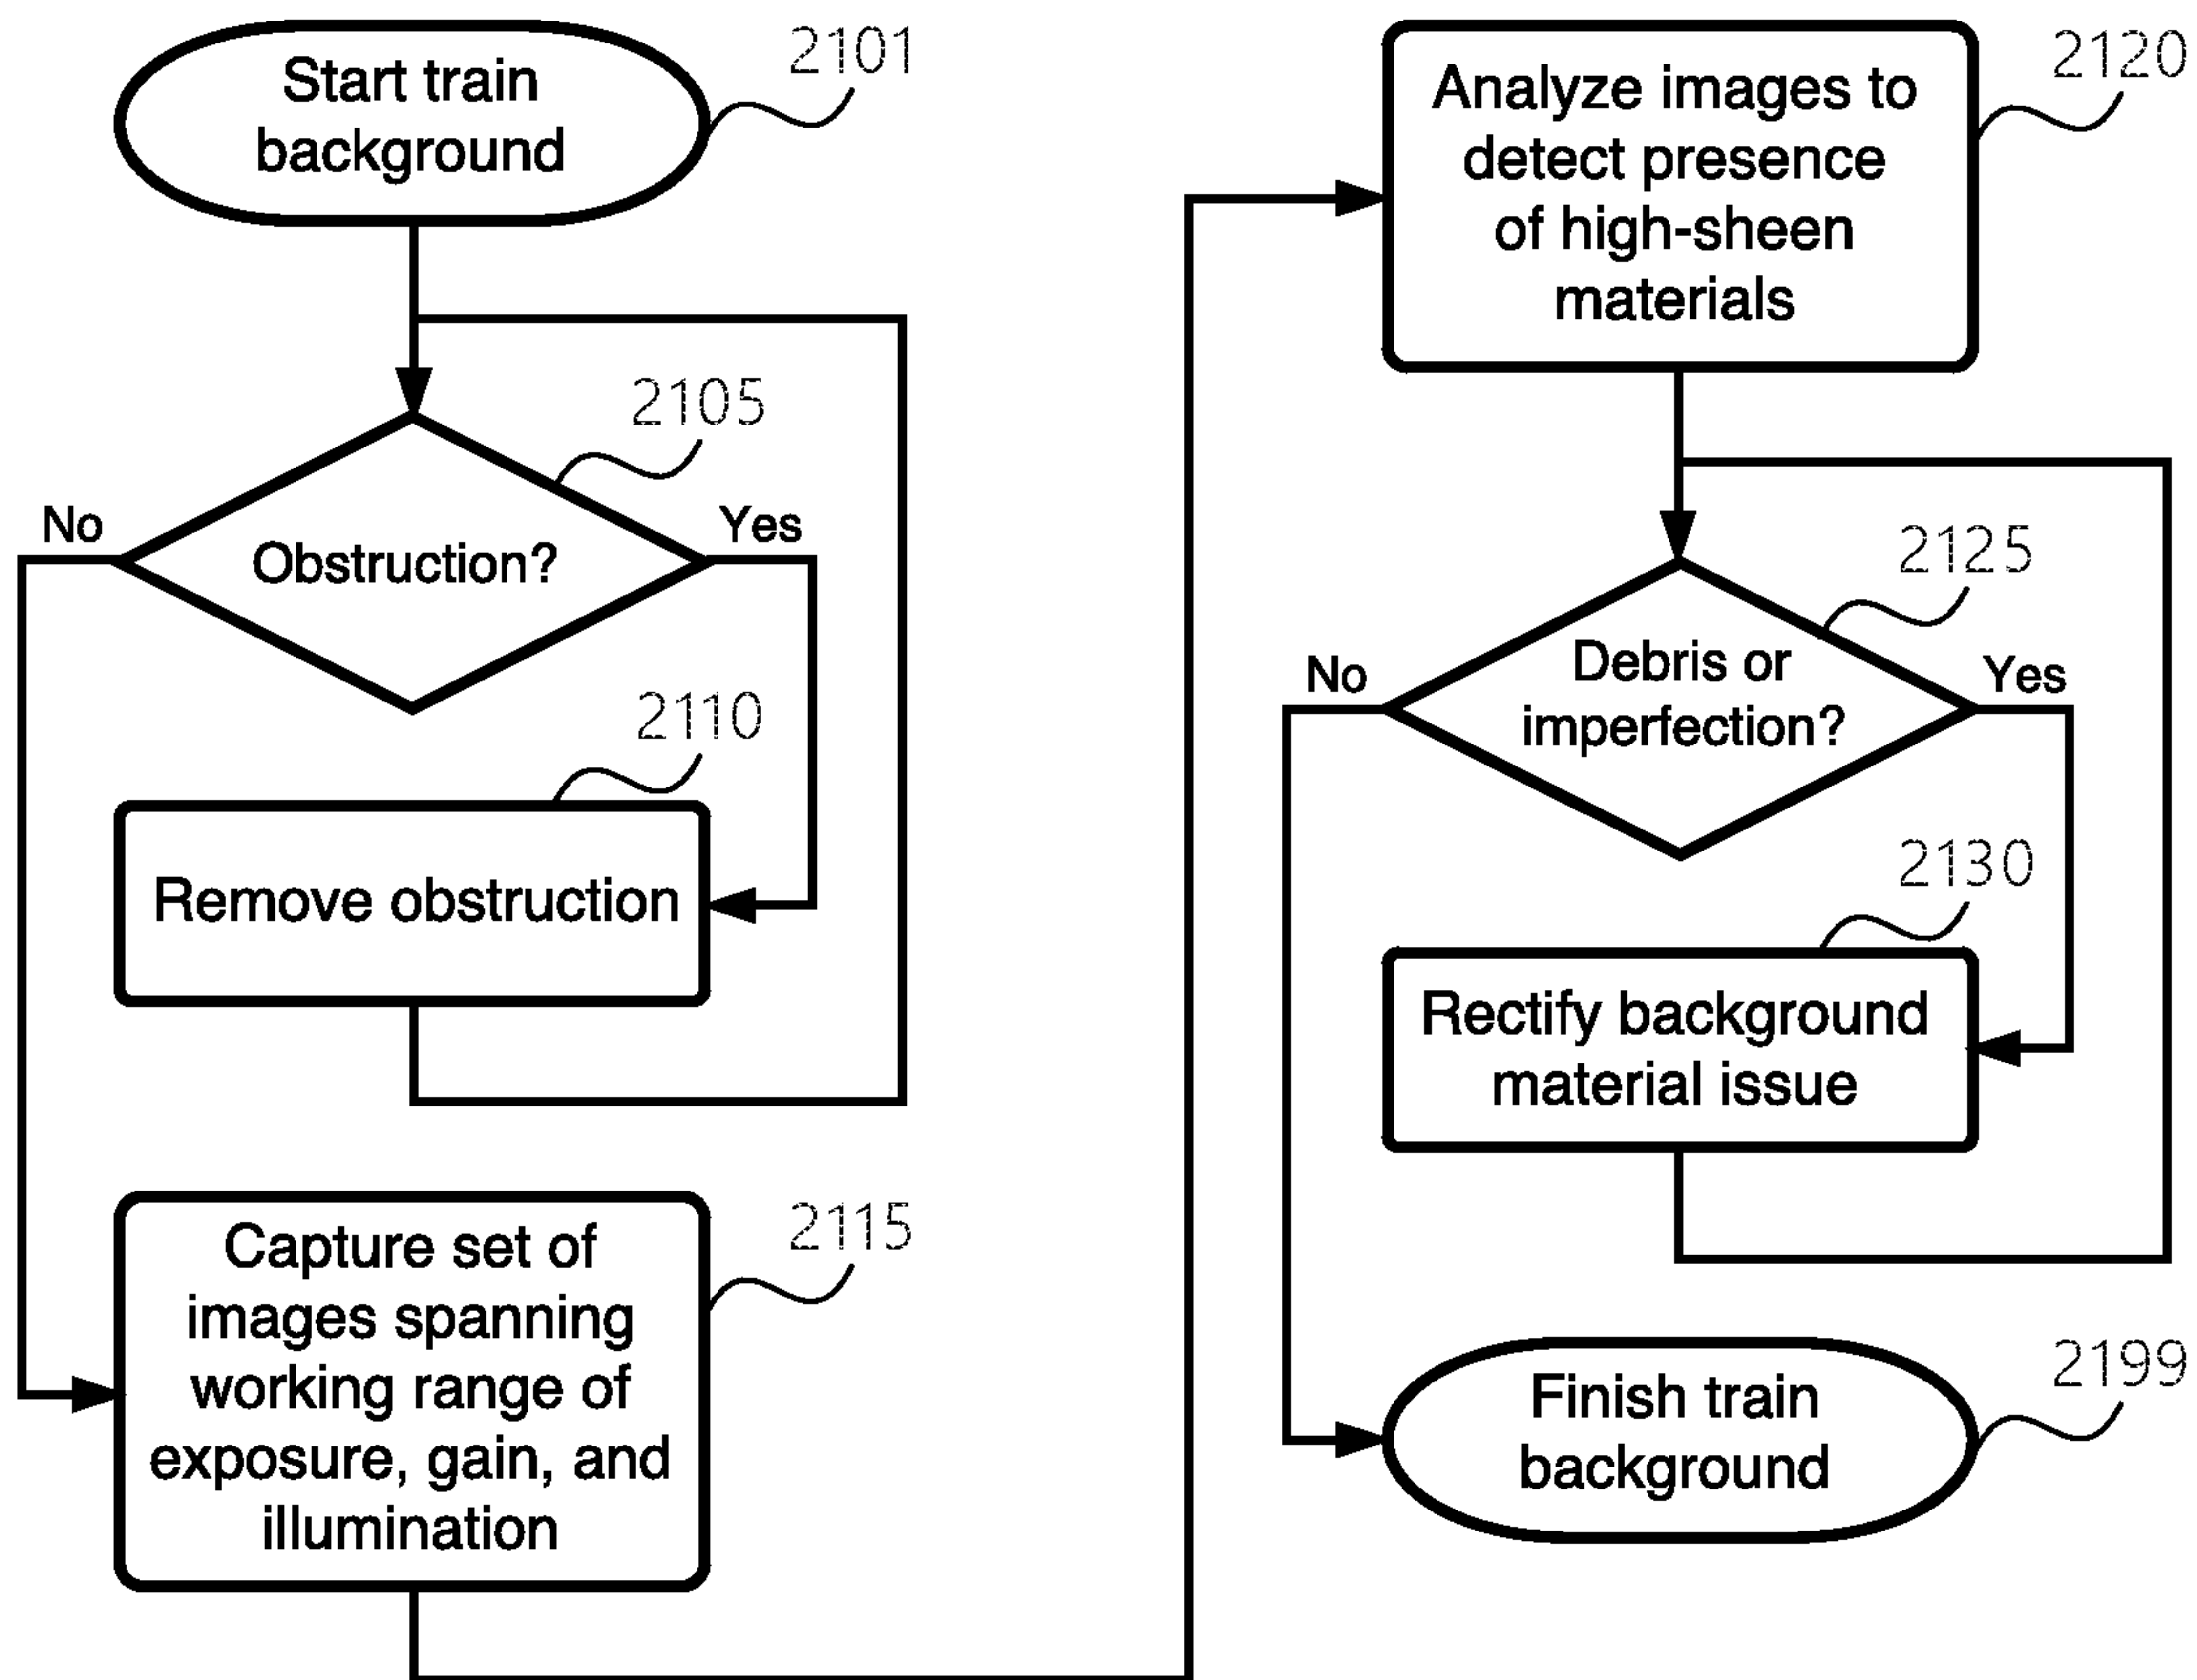 Start train
background
2101
2105
No
Obstruction?
Yes
2110
Remove obstruction
Capture set of
images spanning
working range of
exposure, gain, and
illumination
2115
Analyze images to
detect presence
of high-sheen
materials
2120
2125
No
Debris or
imperfection?
Yes
2130
Rectify background
material issue
Finish train
background
2199